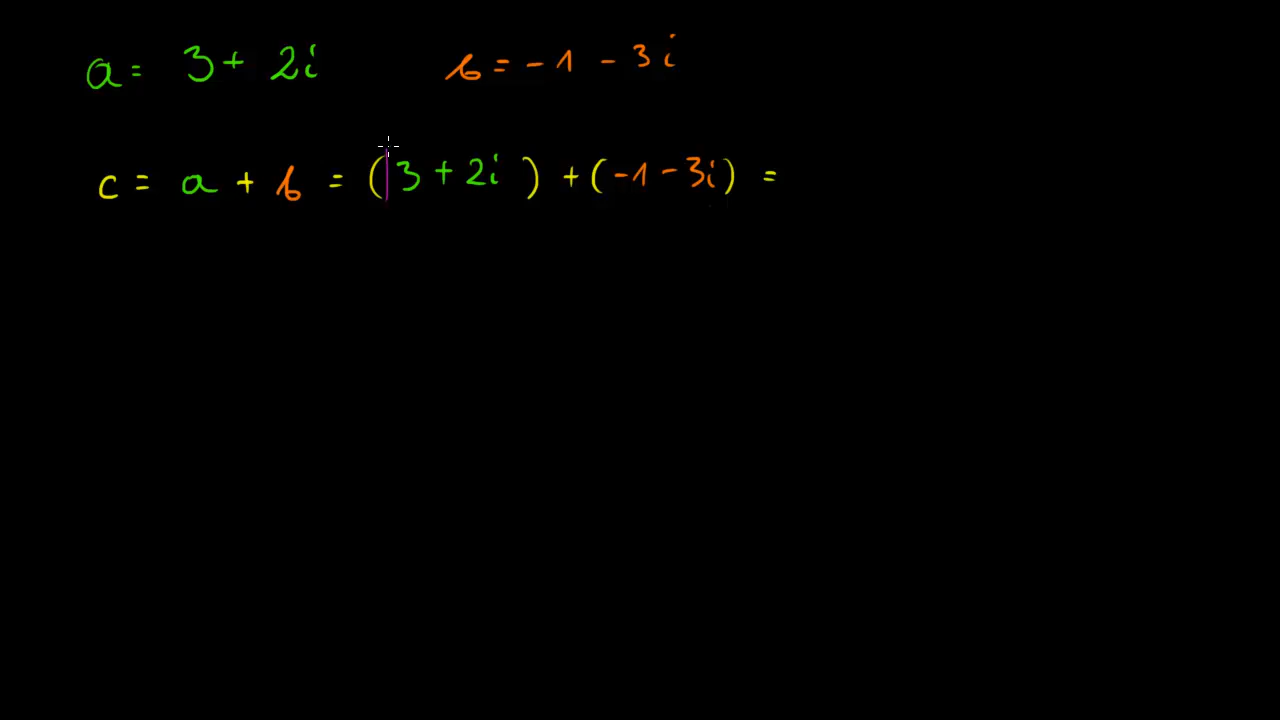 a = 3 + 2i b = -1 - 3i
c = a + b = (3 + 2i) + (-1 - 3i) =